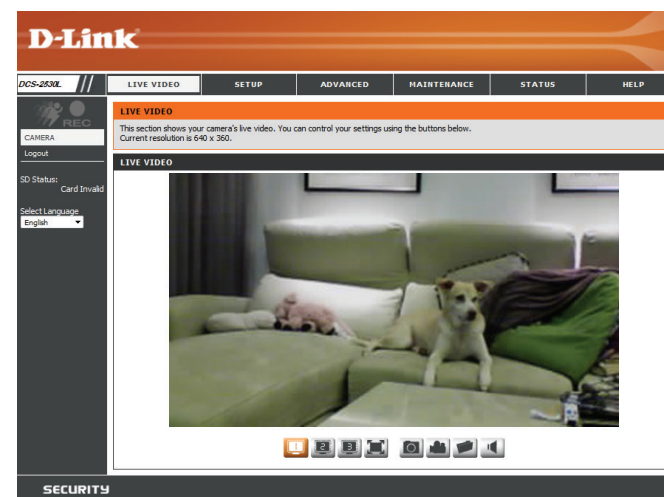 D-Link
DCS-2530L // LIVE VIDEO SETUP ADVANCED MAINTENANCE STATUS HELP
REC
CAMERA
Logout
SD Status:
Card Invalid
Select Language
English
LIVE VIDEO
This section shows your camera's live video. You can control your settings using the buttons below.
Current resolution is 640 x 360.
LIVE VIDEO
1 2 3
SECURITY